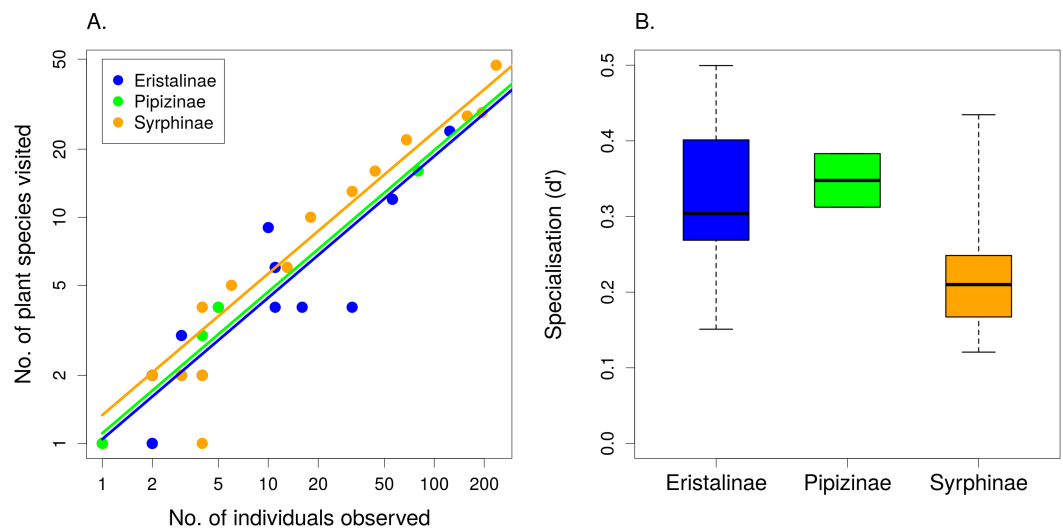 A.
No. of plant species visited
50
20
10
5
2
1
Eristalinae
Pipizinae
Syrphinae
1 2 5 10 20 50 100 200
No. of individuals observed
B.
Specialisation (d')
0.5
0.4
0.3
0.2
0.1
0.0
Eristalinae Pipizinae Syrphinae